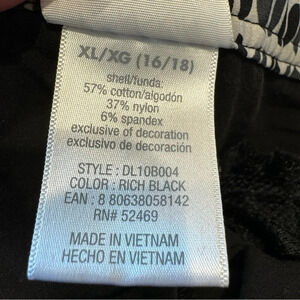 XL/XG (16/18)
shell/funda:
57% cotton/algodón
37% nylon
6% spandex
exclusive of decoration
exclusivo de decoración
STYLE : DL10B004
COLOR : RICH BLACK
EAN : 8 80638058142
RN# 52469
MADE IN VIETNAM
HECHO EN VIETNAM